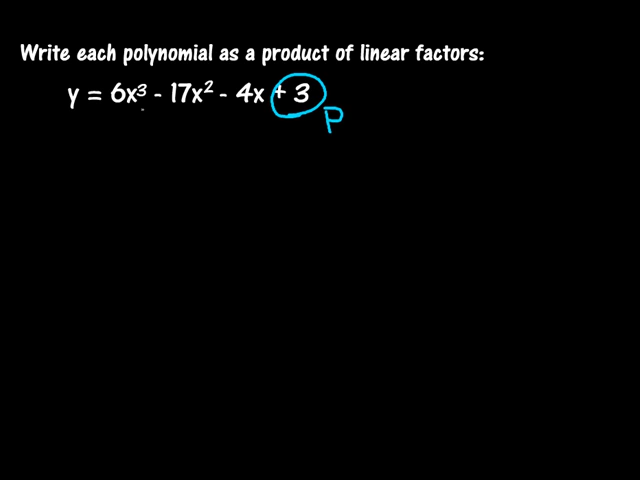 Write each polynomial as a product of linear factors:
y = 6x³ - 17x² - 4x + 3
P